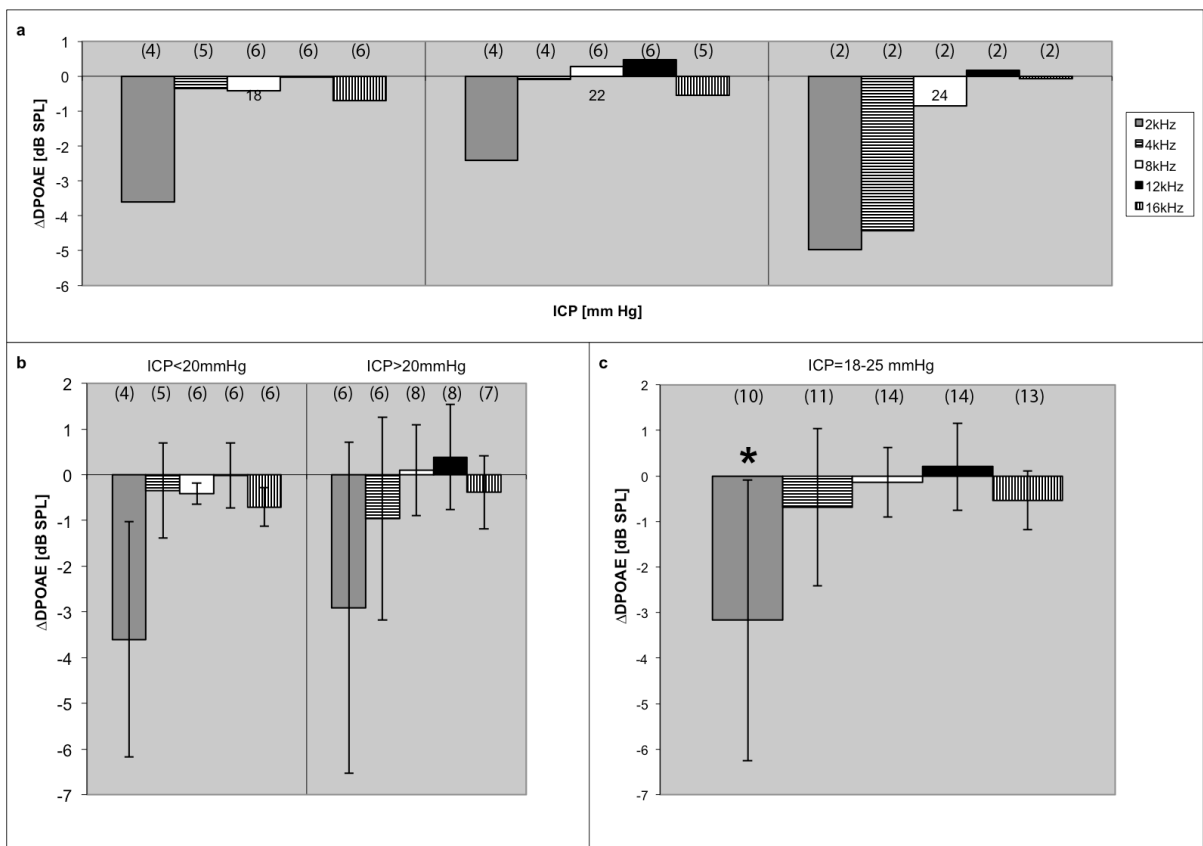 a
(4) (5) (6) (6) (6) (4) (4) (6) (6) (5) (2) (2) (2) (2) (2)
1
0
-1
-2
-3
-4
-5
-6
18 22 24
ΔDPOAE [dB SPL]
ICP [mm Hg]
2kHz
4kHz
8kHz
12kHz
16kHz
b
ICP<20mmHg ICP>20mmHg
(4) (5) (6) (6) (6) (6) (6) (8) (8) (7)
2
1
0
-1
-2
-3
-4
-5
-6
-7
ΔDPOAE [dB SPL]
c
ICP=18-25 mmHg
(10) (11) (14) (14) (13)
*
2
1
0
-1
-2
-3
-4
-5
-6
-7
ΔDPOAE [dB SPL]